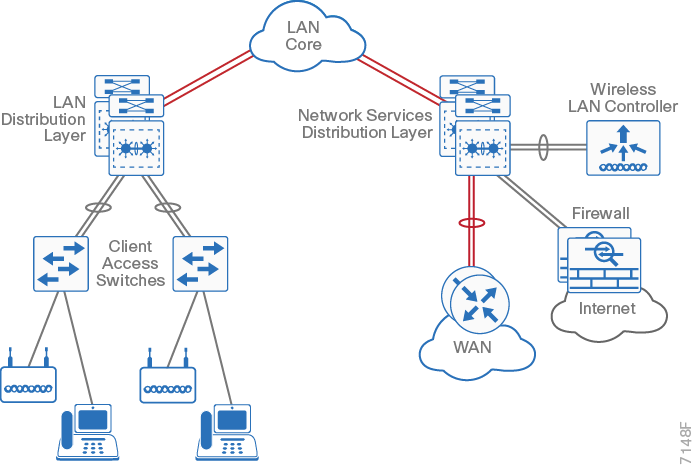 LAN
Core
LAN
Distribution
Layer
Network Services
Distribution Layer
Wireless
LAN Controller
Client
Access
Switches
Firewall
Internet
WAN
7148F